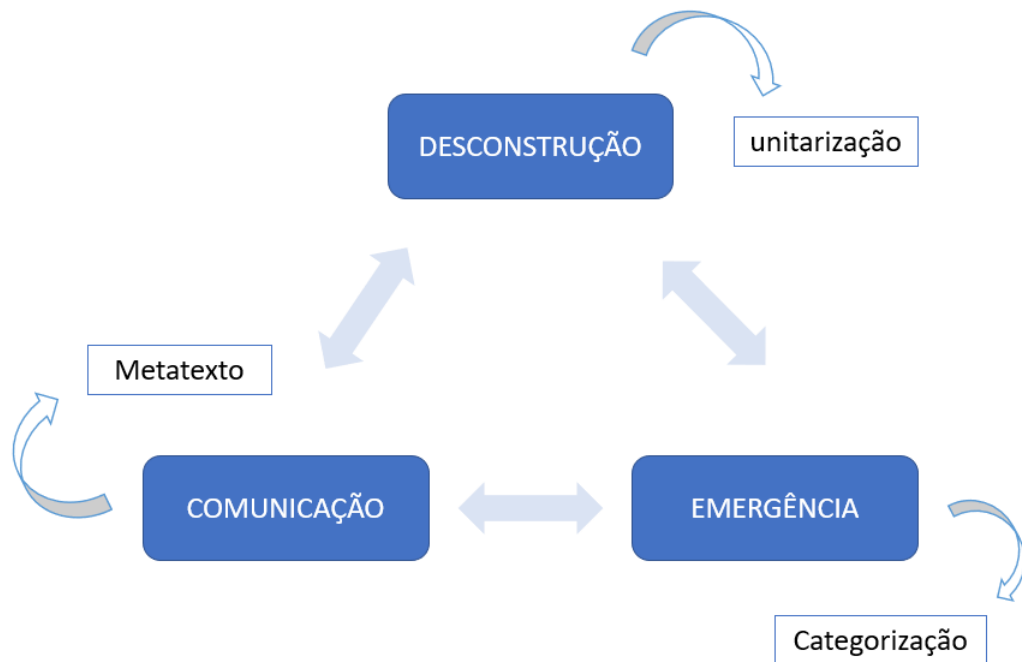 DESCONSTRUÇÃO
unitarização
Metatexto
COMUNICAÇÃO
EMERGÊNCIA
Categorização